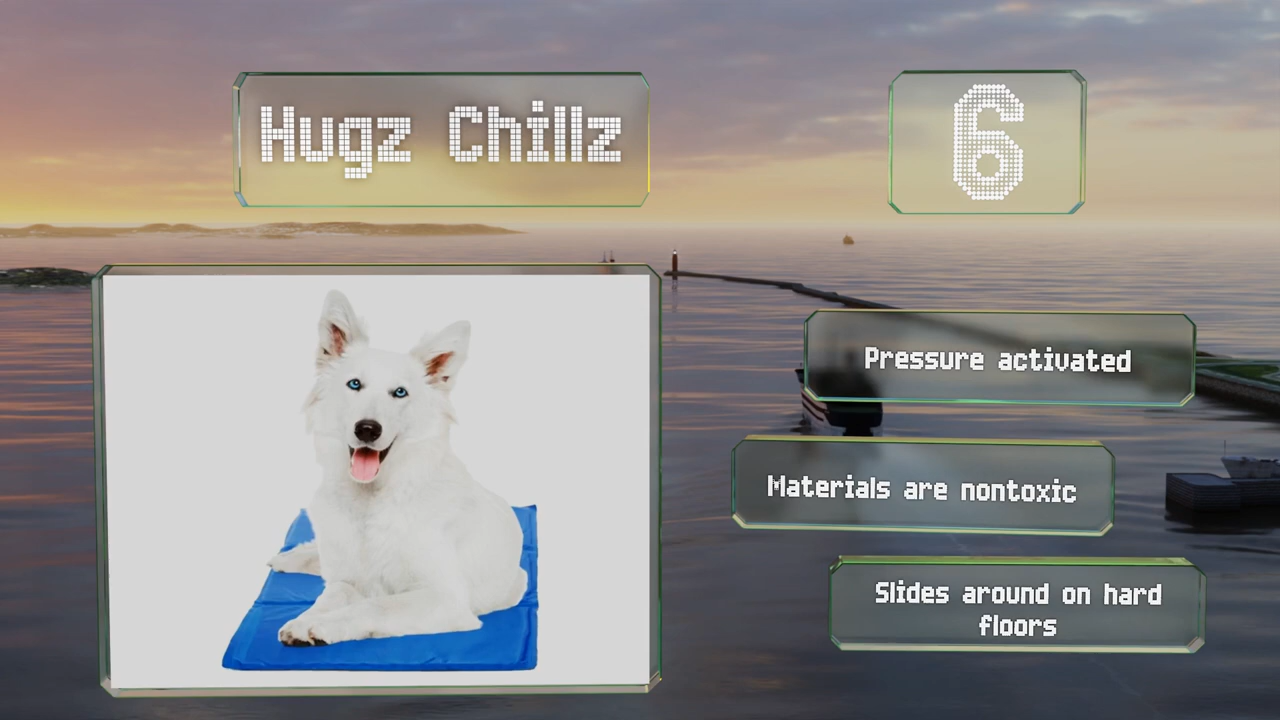 Hugz Chillz
6
Pressure activated
Materials are nontoxic
Slides around on hard
floors